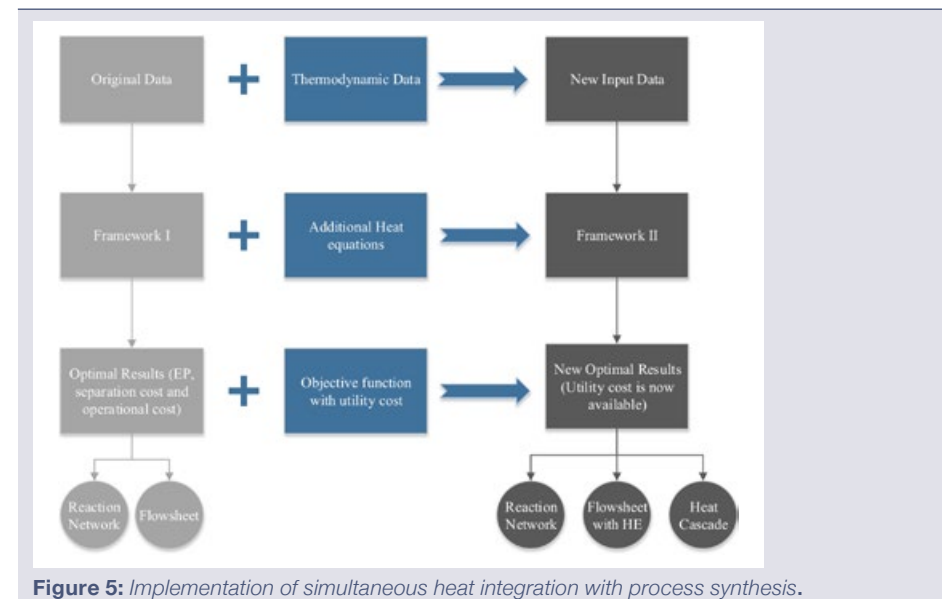 Original Data
+
Thermodynamic Data
New Input Data
Framework I
+
Additional Heat
equations
Framework II
Optimal Results (EP,
separation cost and
operational cost)
+
Objective function
with utility cost
New Optimal Results
(Utility cost is now
available)
Reaction
Network
Flowsheet
Reaction
Network
Flowsheet
with HE
Heat
Cascade
Figure 5: Implementation of simultaneous heat integration with process synthesis.